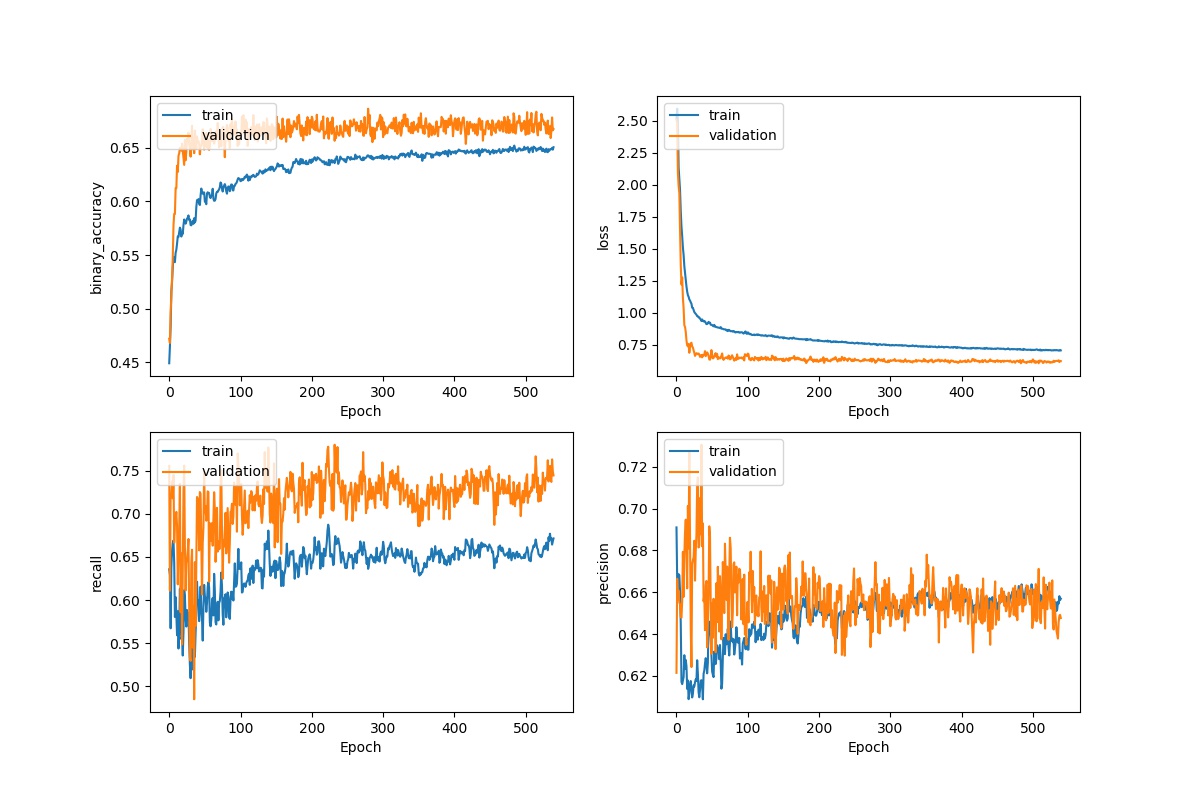 train
validation
0.65
0.60
0.55
0.50
0.45
binary_accuracy
0 100 200 300 400 500
Epoch
train
validation
2.50
2.25
2.00
1.75
1.50
1.25
1.00
0.75
loss
0 100 200 300 400 500
Epoch
train
validation
0.75
0.70
0.65
0.60
0.55
0.50
recall
0 100 200 300 400 500
Epoch
train
validation
0.72
0.70
0.68
0.66
0.64
0.62
precision
0 100 200 300 400 500
Epoch